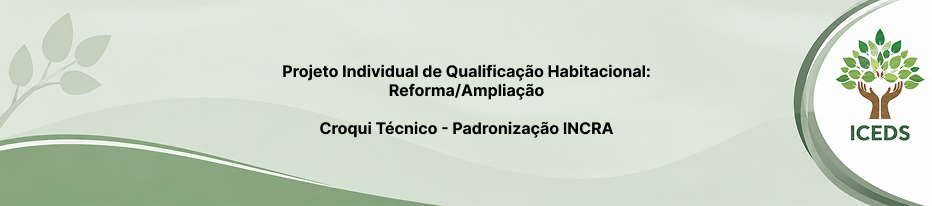 Projeto Individual de Qualificação Habitacional:
Reforma/Ampliação
Croqui Técnico - Padronização INCRA
ICEDS